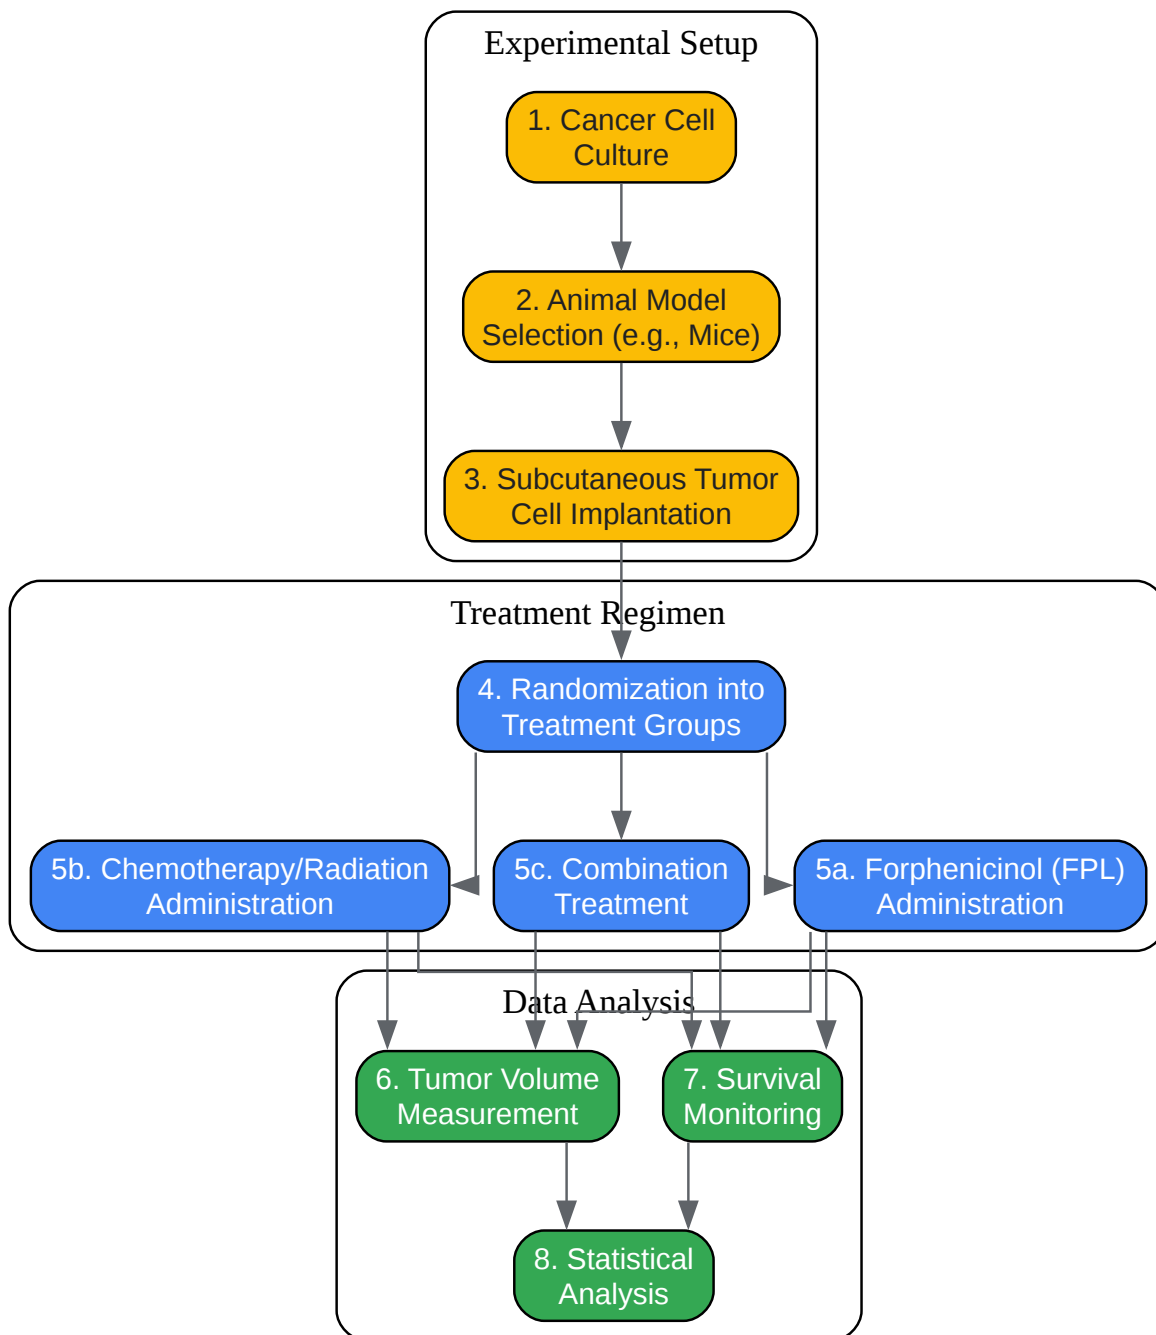 Experimental Setup
1. Cancer Cell
Culture
2. Animal Model
Selection (e.g., Mice)
3. Subcutaneous Tumor
Cell Implantation
Treatment Regimen
4. Randomization into
Treatment Groups
5b. Chemotherapy/Radiation
Administration
5c. Combination
Treatment
5a. Forphenicinol (FPL)
Administration
Data Analysis
6. Tumor Volume
Measurement
7. Survival
Monitoring
8. Statistical
Analysis